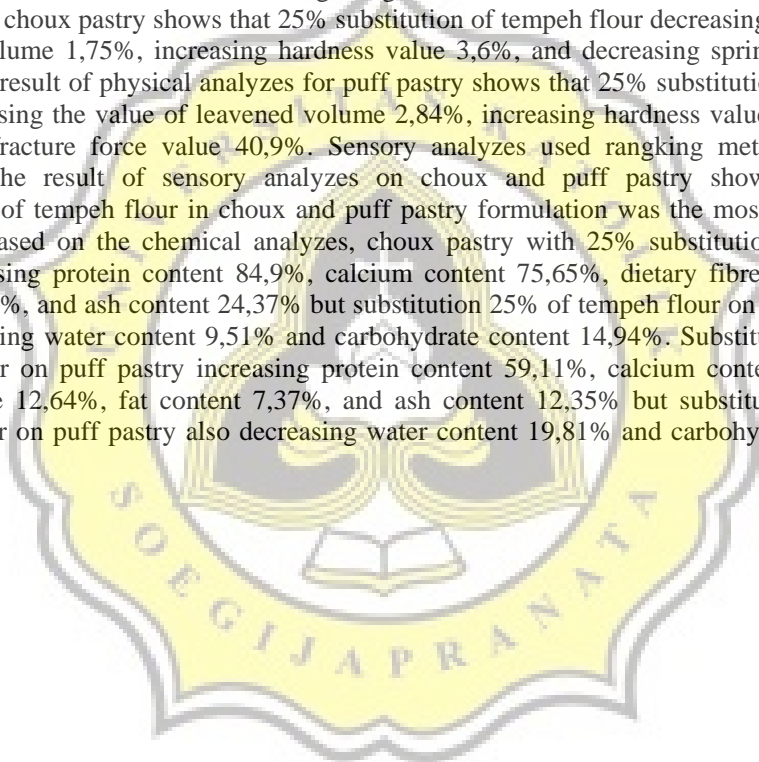 choux pastry shows that 25% substitution of tempeh flour decreasing
lume 1,75%, increasing hardness value 3,6%, and decreasing sprin
result of physical analyzes for puff pastry shows that 25% substitutio
sing the value of leavened volume 2,84%, increasing hardness value
fracture force value 40,9%. Sensory analyzes used rangking met
he result of sensory analyzes on choux and puff pastry show
of tempeh flour in choux and puff pastry formulation was the most
ased on the chemical analyzes, choux pastry with 25% substitutio
sing protein content 84,9%, calcium content 75,65%, dietary fibre
%, and ash content 24,37% but substitution 25% of tempeh flour on
ing water content 9,51% and carbohydrate content 14,94%. Substitu
r on puff pastry increasing protein content 59,11%, calcium conte
e 12,64%, fat content 7,37%, and ash content 12,35% but substitu
r on puff pastry also decreasing water content 19,81% and carbohy
UNIVERSITAS KATOLIK
SOEGIJAPRANATA